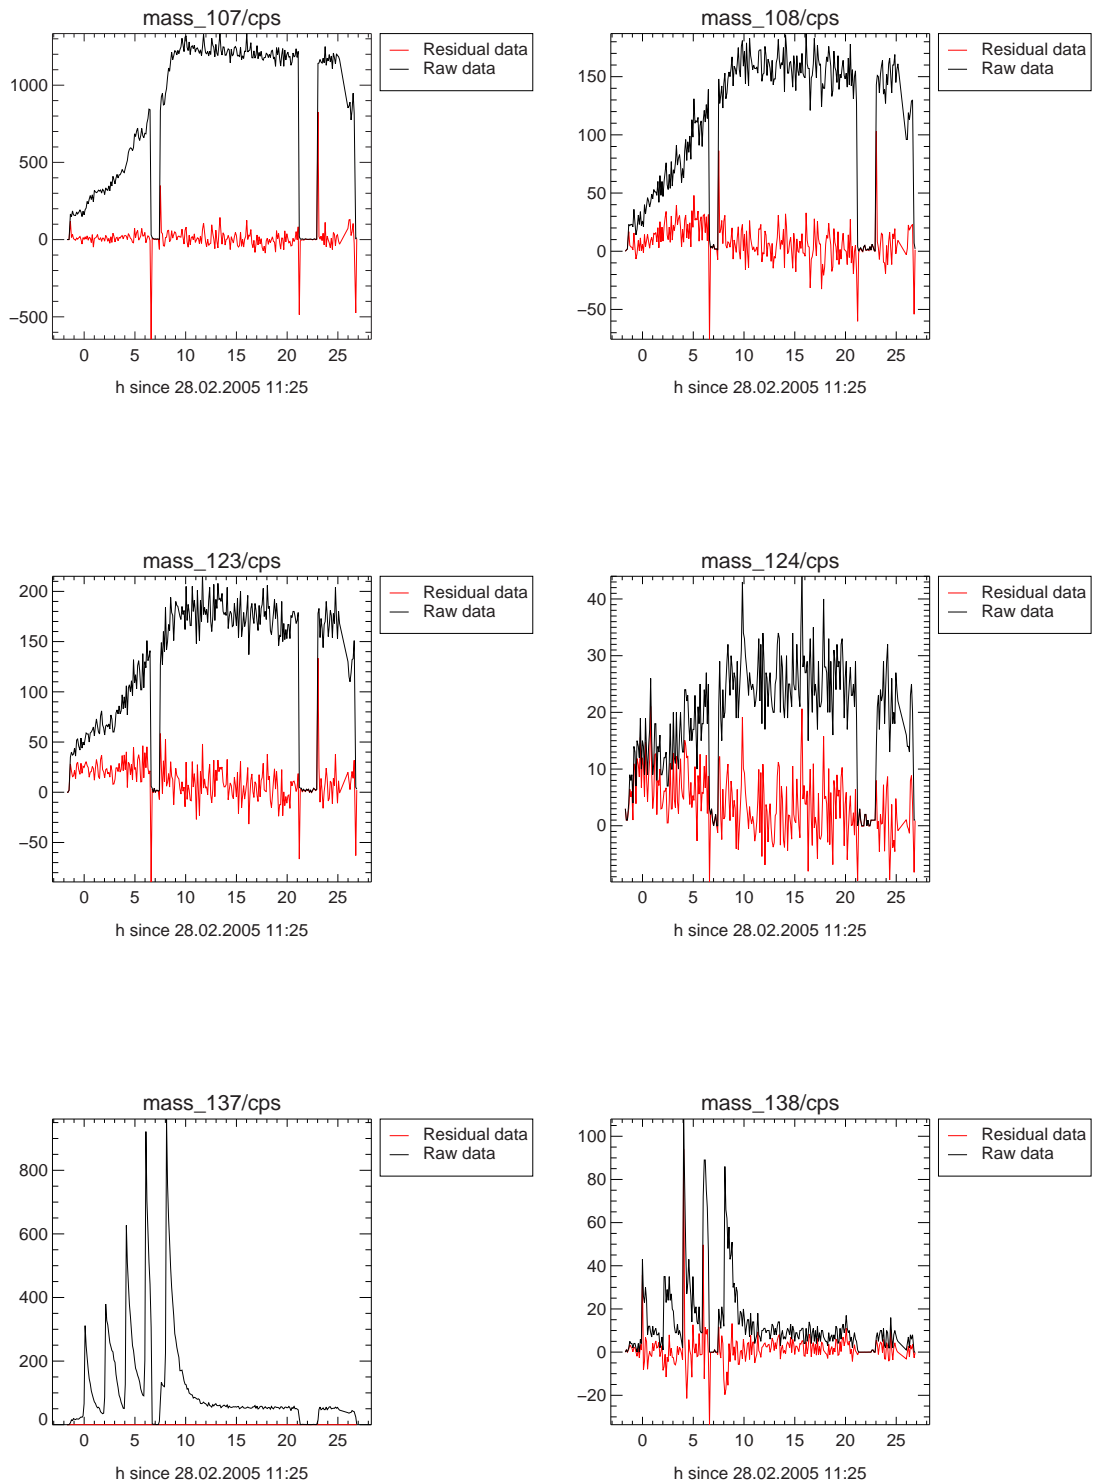 mass_107/cps
Residual data
Raw data
1000
500
0
−500
0 5 10 15 20 25
h since 28.02.2005 11:25
mass_108/cps
Residual data
Raw data
150
100
50
0
−50
0 5 10 15 20 25
h since 28.02.2005 11:25
mass_123/cps
Residual data
Raw data
200
150
100
50
0
−50
0 5 10 15 20 25
h since 28.02.2005 11:25
mass_124/cps
Residual data
Raw data
40
30
20
10
0
0 5 10 15 20 25
h since 28.02.2005 11:25
mass_137/cps
Residual data
Raw data
800
600
400
200
0
0 5 10 15 20 25
h since 28.02.2005 11:25
mass_138/cps
Residual data
Raw data
100
80
60
40
20
0
−20
0 5 10 15 20 25
h since 28.02.2005 11:25